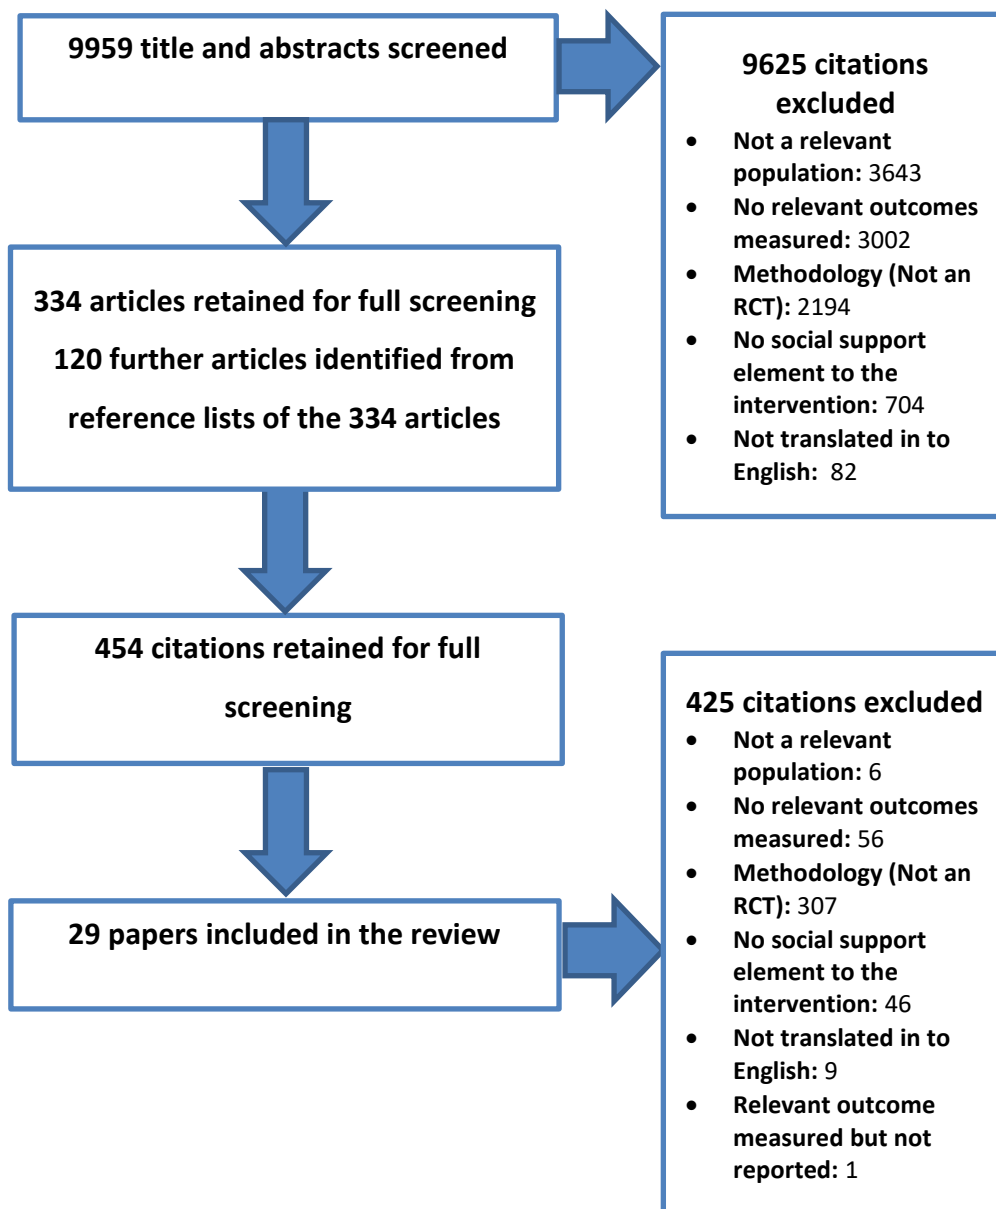 9959 title and abstracts screened
9625 citations
excluded
• Not a relevant
population: 3643
• No relevant outcomes
measured: 3002
• Methodology (Not an
RCT): 2194
• No social support
element to the
intervention: 704
• Not translated in to
English: 82
334 articles retained for full screening
120 further articles identified from
reference lists of the 334 articles
454 citations retained for full
screening
425 citations excluded
• Not a relevant
population: 6
• No relevant outcomes
measured: 56
• Methodology (Not an
RCT): 307
• No social support
element to the
intervention: 46
• Not translated in to
English: 9
• Relevant outcome
measured but not
reported: 1
29 papers included in the review